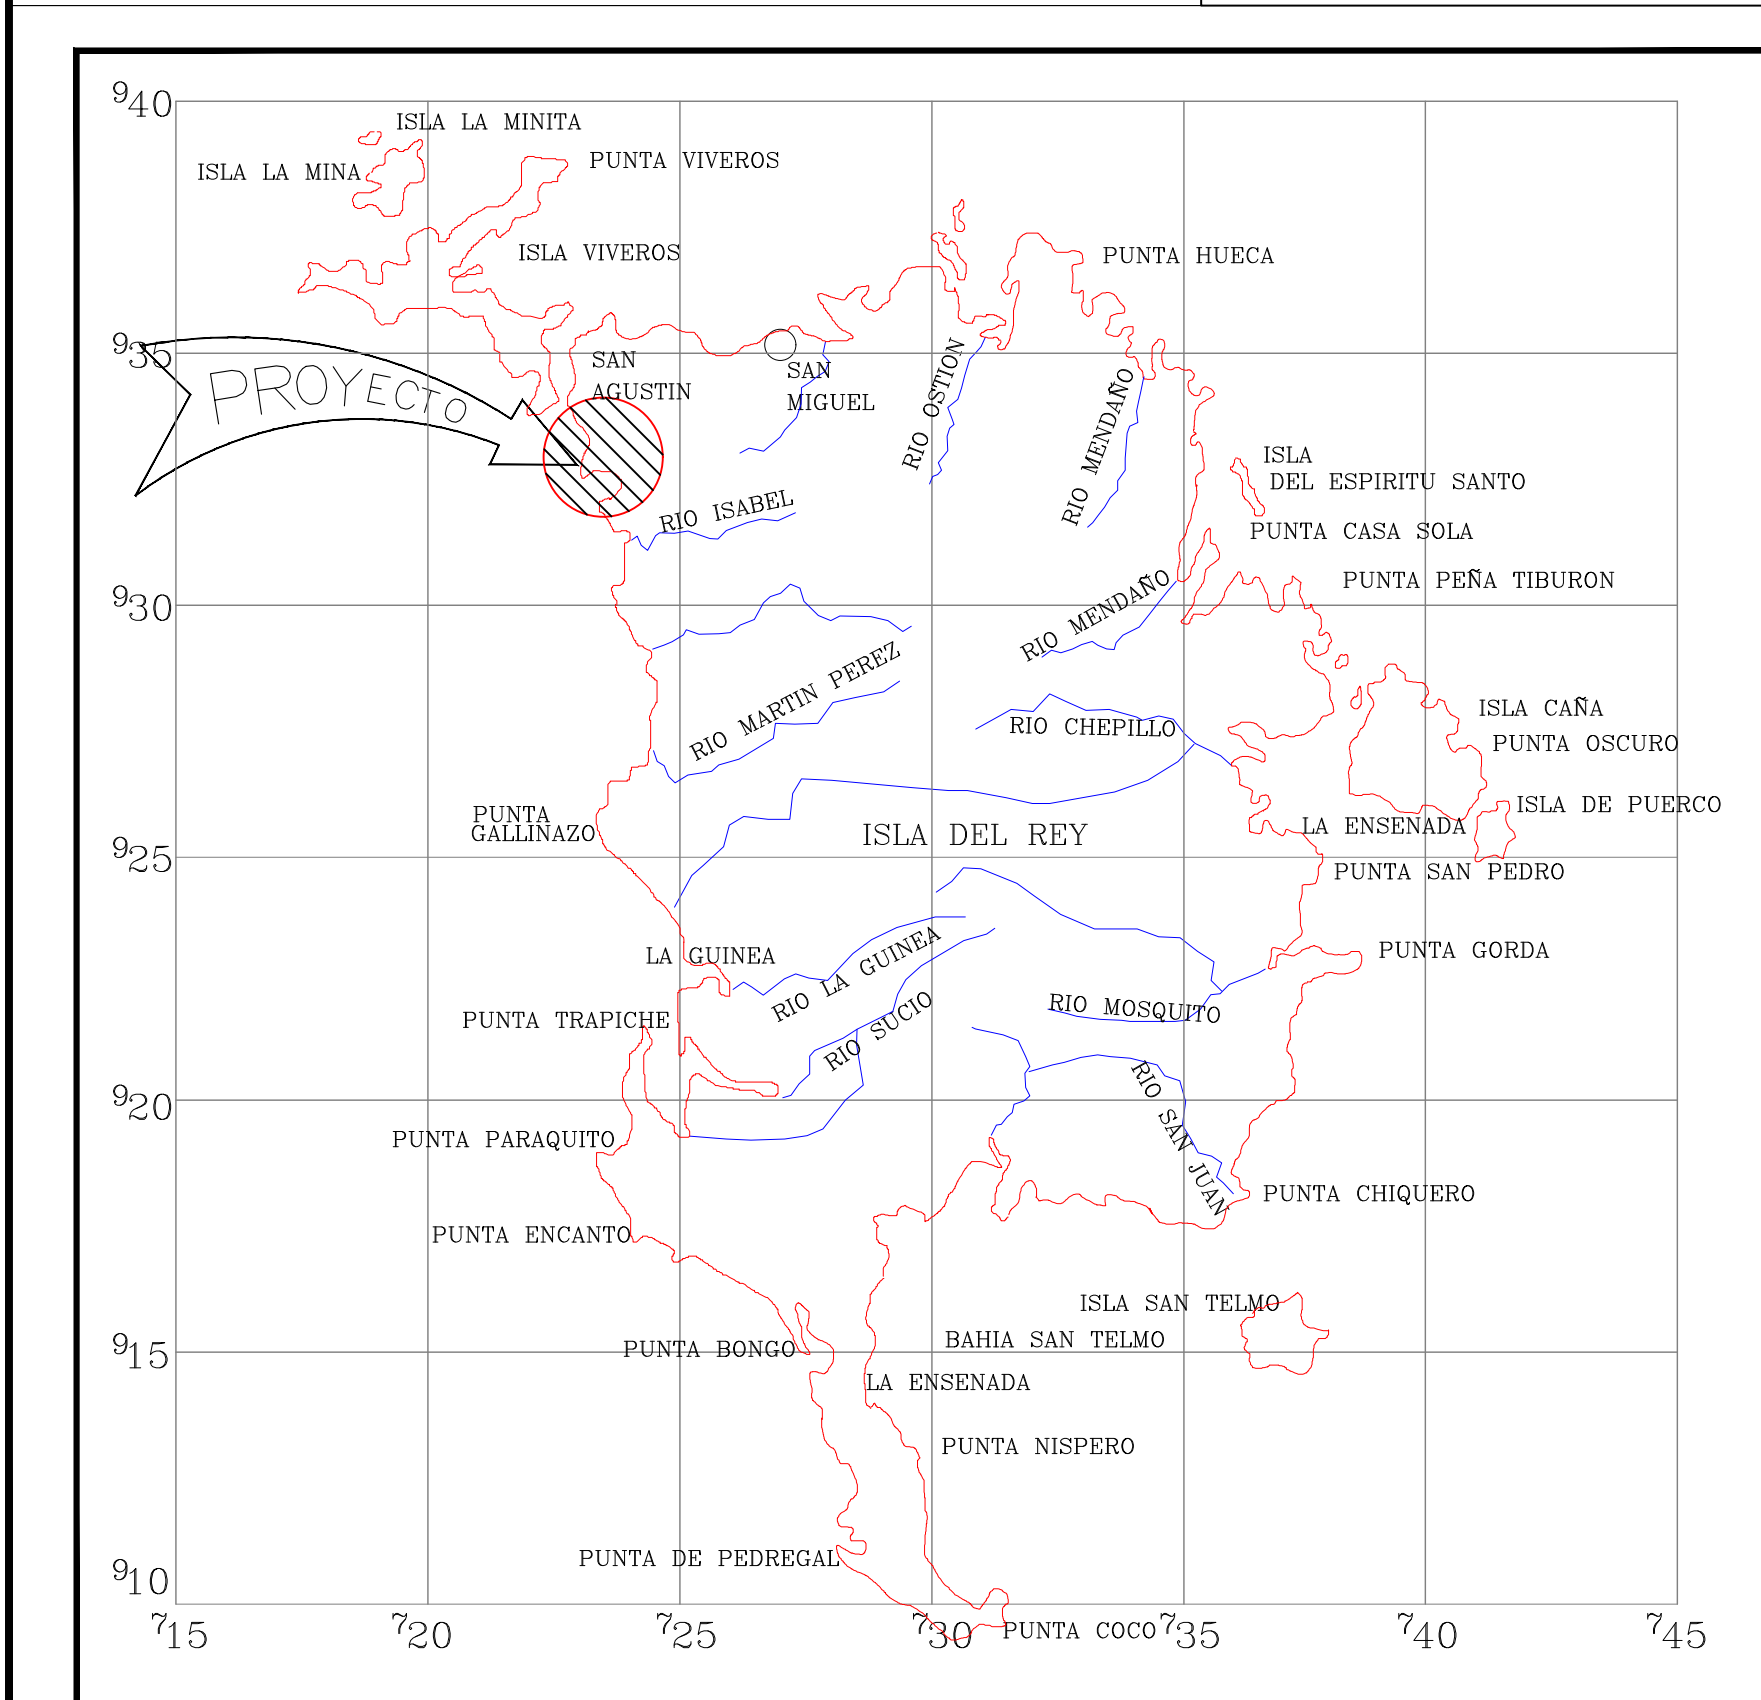 940
ISLA LA MINITA
PUNTA VIVEROS
ISLA LA MINA
ISLA VIVEROS
PUNTA HUECA
935
PROYECTO
SAN
AGUSTIN
SAN
MIGUEL
RIO OSTION
RIO MENDAÑO
ISLA
DEL ESPIRITU SANTO
RIO ISABEL
PUNTA CASA SOLA
PUNTA PEÑA TIBURON
930
RIO MENDAÑO
RIO MARTIN PEREZ
RIO CHEPILLO
ISLA CAÑA
PUNTA OSCURO
ISLA DE PUERCO
PUNTA
GALLINAZO
ISLA DEL REY
LA ENSENADA
925
PUNTA SAN PEDRO
LA GUINEA
RIO LA GUINEA
PUNTA GORDA
PUNTA TRAPICHE
RIO SUCIO
RIO MOSQUITO
920
RIO SAN JUAN
PUNTA PARAQUITO
PUNTA CHIQUERO
PUNTA ENCANTO
ISLA SAN TELMO
915
PUNTA BONGO
BAHIA SAN TELMO
LA ENSENADA
PUNTA NISPERO
PUNTA DE PEDREGAL
910
PUNTA COCO
715 720 725 730 735 740 745